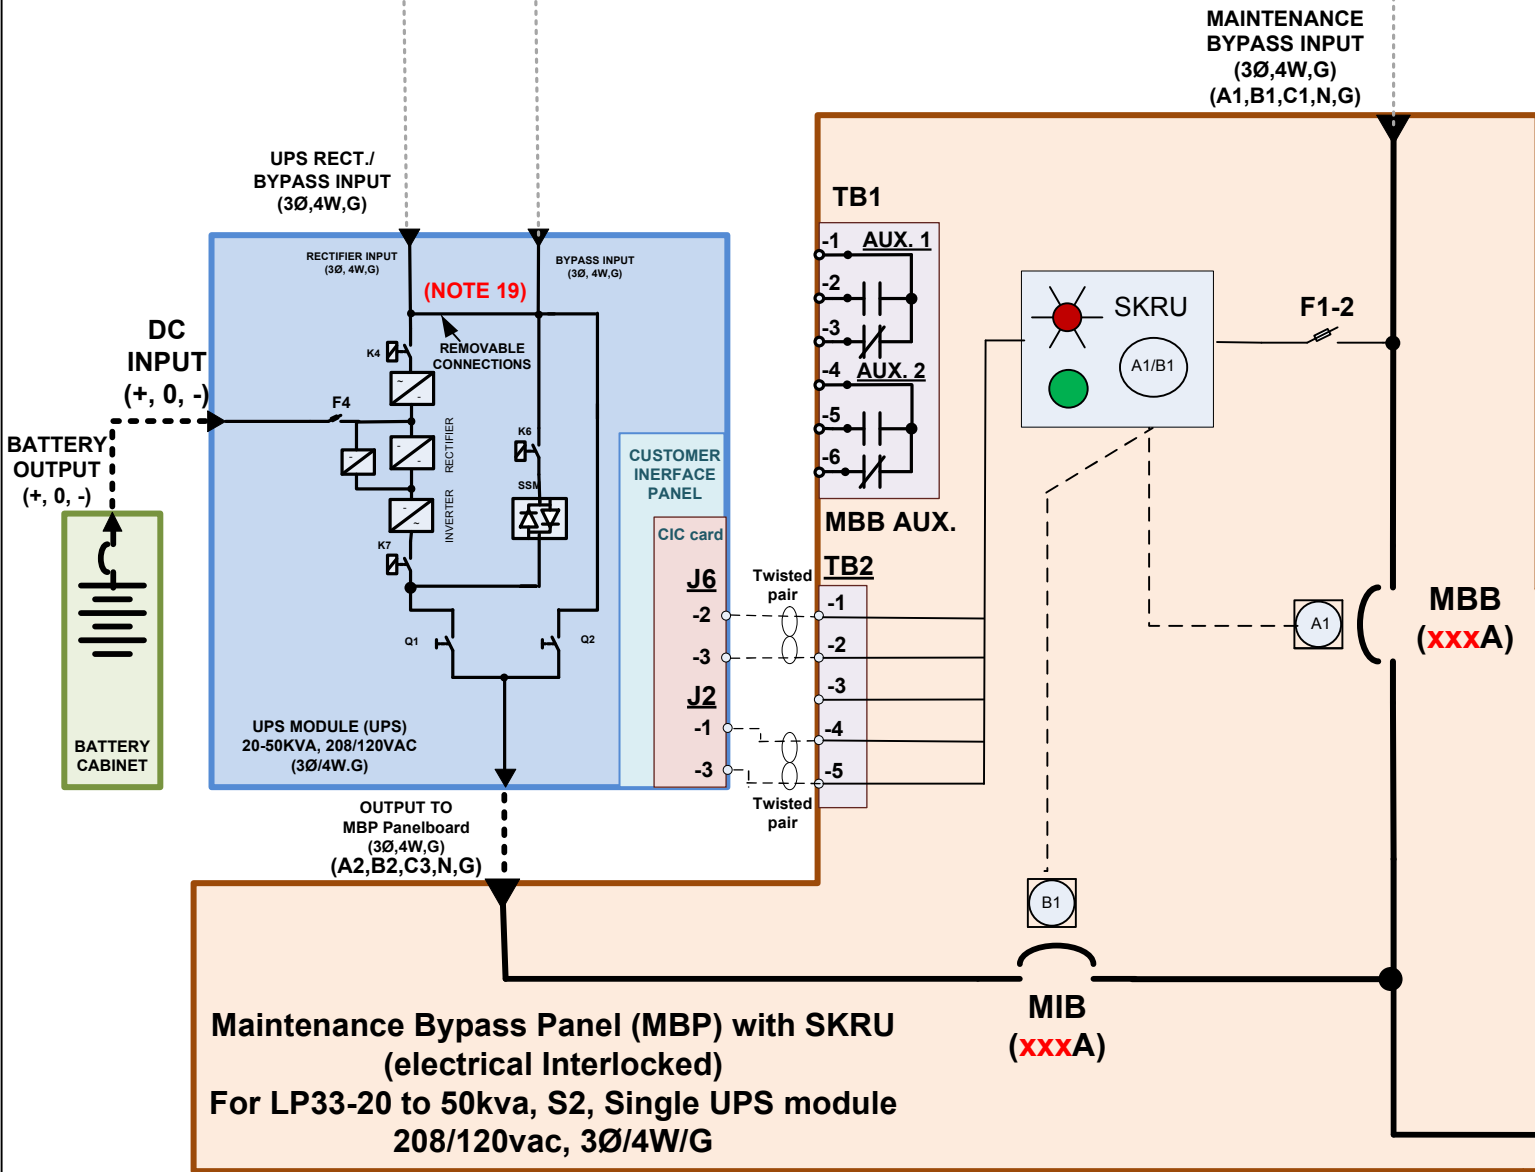 MAINTENANCE
BYPASS INPUT
(3Ø,4W,G)
(A1,B1,C1,N,G)
UPS RECT./
BYPASS INPUT
(3Ø,4W,G)
RECTIFIER INPUT
(3Ø, 4W,G)
BYPASS INPUT
(3Ø, 4W,G)
(NOTE 19)
REMOVABLE
CONNECTIONS
K4
DC
INPUT
(+, 0, -)
F4
BATTERY
OUTPUT
(+, 0, -)
RECTIFIER
INVERTER
K6
SSM
K7
Q1
Q2
BATTERY
CABINET
UPS MODULE (UPS)
20-50KVA, 208/120VAC
(3Ø/4W.G)
CUSTOMER
INERFACE
PANEL
CIC card
J6
-2
-3
J2
-1
-3
Twisted
pair
Twisted
pair
TB1
-1 AUX. 1
-2
-3
-4 AUX. 2
-5
-6
MBB AUX.
TB2
-1
-2
-3
-4
-5
SKRU
A1/B1
F1-2
A1
MBB
(xxxA)
B1
MIB
(xxxA)
OUTPUT TO
MBP Panelboard
(3Ø,4W,G)
(A2,B2,C3,N,G)
Maintenance Bypass Panel (MBP) with SKRU
(electrical Interlocked)
For LP33-20 to 50kva, S2, Single UPS module
208/120vac, 3Ø/4W/G